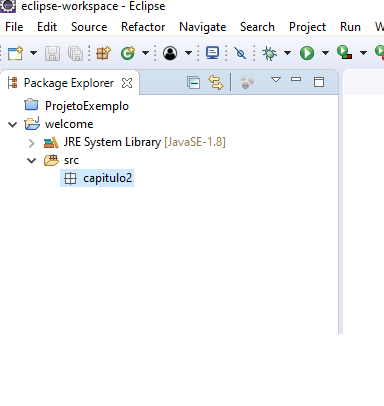 eclipse-workspace - Eclipse
File Edit Source Refactor Navigate Search Project Run
Package Explorer
ProjetoExemplo
welcome
JRE System Library [JavaSE-1.8]
src
capitulo2